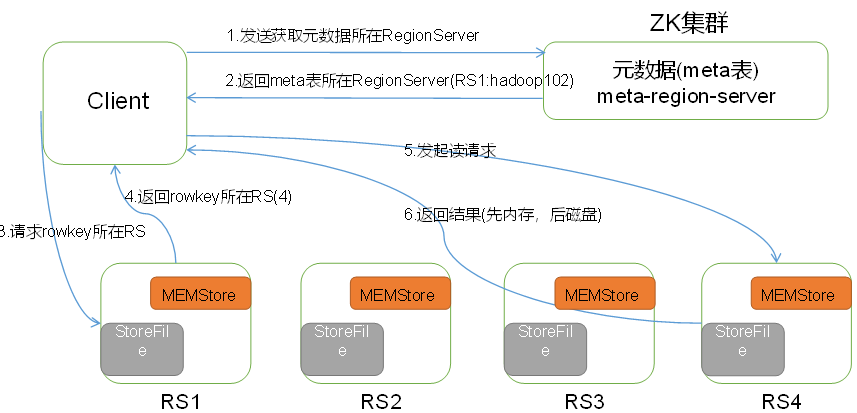 ZK集群
1.发送获取元数据所在RegionServer
元数据(meta表)
meta-region-server
2.返回meta表所在RegionServer(RS1:hadoop102)
Client
5.发起读请求
4.返回rowkey所在RS(4)
6.返回结果(先内存，后磁盘)
3.请求rowkey所在RS
MEMStore
MEMStore
MEMStore
MEMStore
StoreFil
e
StoreFil
e
StoreFil
e
StoreFil
e
RS1
RS2
RS3
RS4